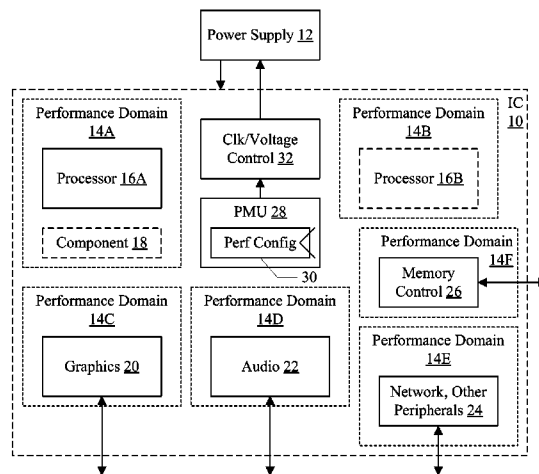 Power Supply 12
IC
10
Performance Domain
14A
Processor 16A
Component 18
Clk/Voltage
Control 32
PMU 28
Perf Config
30
Performance Domain
14B
Processor 16B
Performance Domain
14F
Memory
Control 26
Performance Domain
14C
Graphics 20
Performance Domain
14D
Audio 22
Performance Domain
14E
Network, Other
Peripherals 24